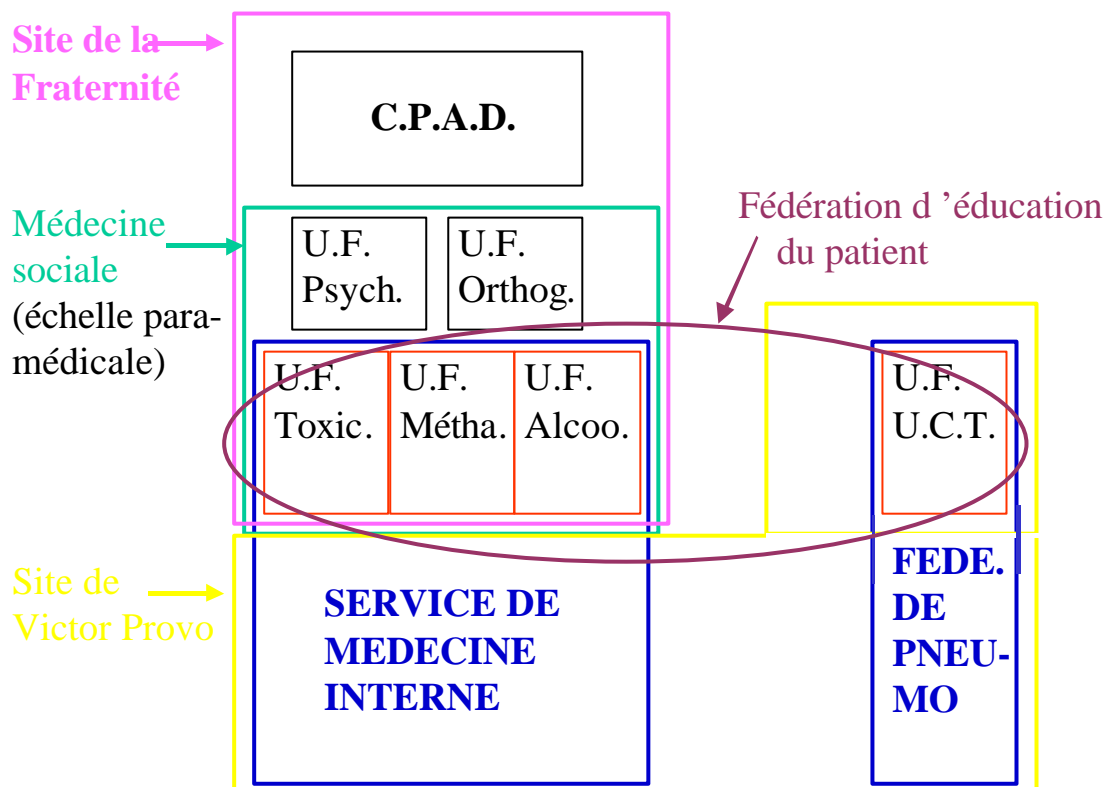 Site de la
Fraternité
C.P.A.D.
Médecine
sociale
(échelle para-
médicale)
Fédération d ’éducation
du patient
U.F.
Psych.
U.F.
Orthog.
U.F.
Toxic.
U.F.
Métha.
U.F.
Alcoo.
U.F.
U.C.T.
Site de
Victor Provo
SERVICE DE
MEDECINE
INTERNE
FEDE.
DE
PNEU-
MO